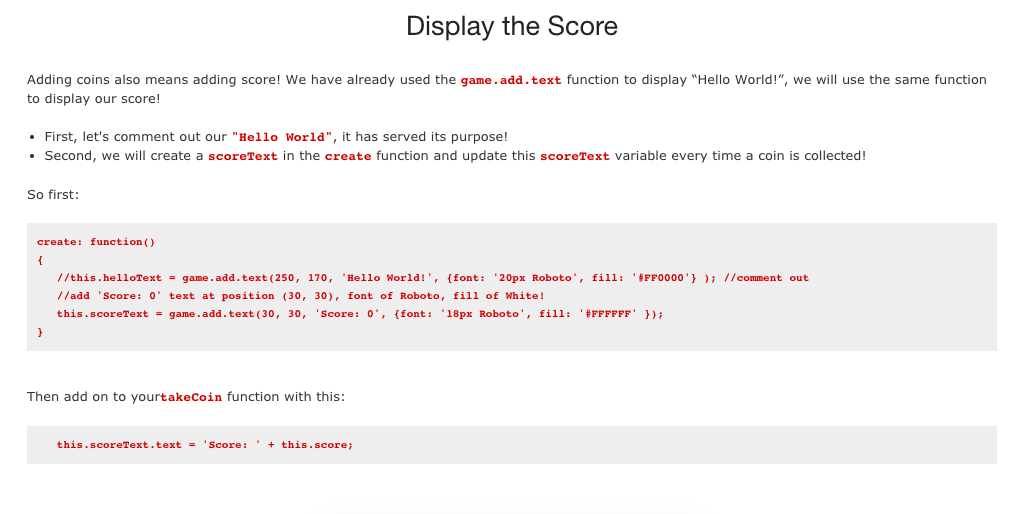 Display the Score
Adding coins also means adding score! We have already used the game.add.text function to display “Hello World!”, we will use the same function
to display our score!
• First, let's comment out our "Hello World", it has served its purpose!
• Second, we will create a scoreText in the create function and update this scoreText variable every time a coin is collected!
So first:
create: function()
{
//this.helloText = game.add.text(250, 170, 'Hello World!', {font: '20px Roboto', fill: '#FF0000'} ); //comment out
//add 'Score: 0' text at position (30, 30), font of Roboto, fill of White!
this.scoreText = game.add.text(30, 30, 'Score: 0', {font: '18px Roboto', fill: '#FFFFFF' });
}
Then add on to yourtakeCoin function with this:
this.scoreText.text = 'Score: ' + this.score;